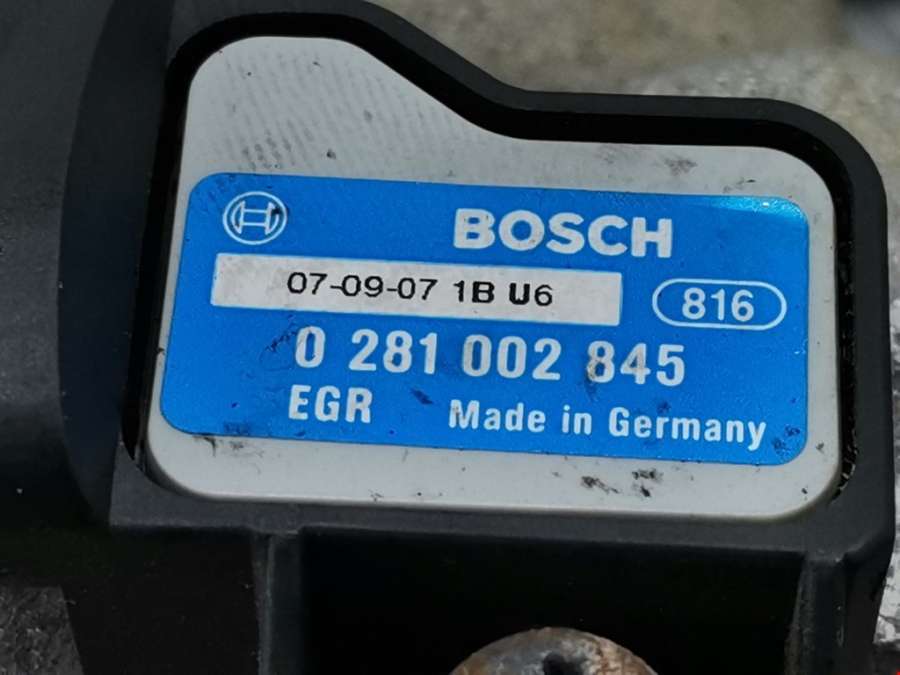 BOSCH
07-09-07 1B U6
816
0 281 002 845
EGR Made in Germany